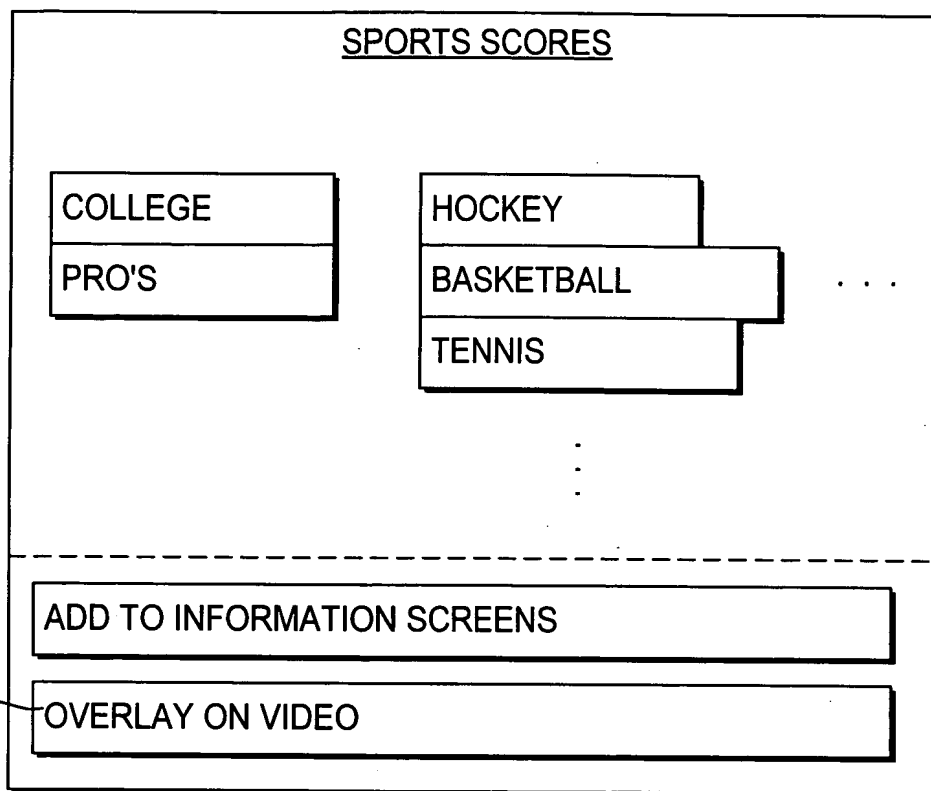 SPORTS SCORES
COLLEGE
PRO'S
HOCKEY
BASKETBALL
TENNIS
ADD TO INFORMATION SCREENS
OVERLAY ON VIDEO